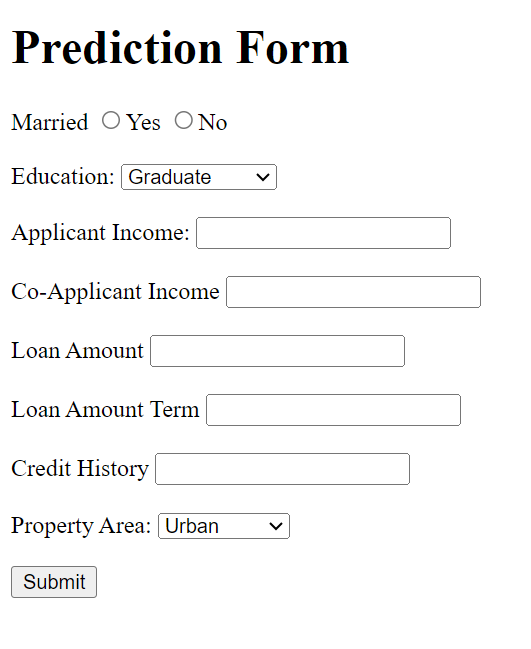 Prediction Form
Married Yes No
Education: Graduate
Applicant Income:
Co-Applicant Income
Loan Amount
Loan Amount Term
Credit History
Property Area: Urban
Submit